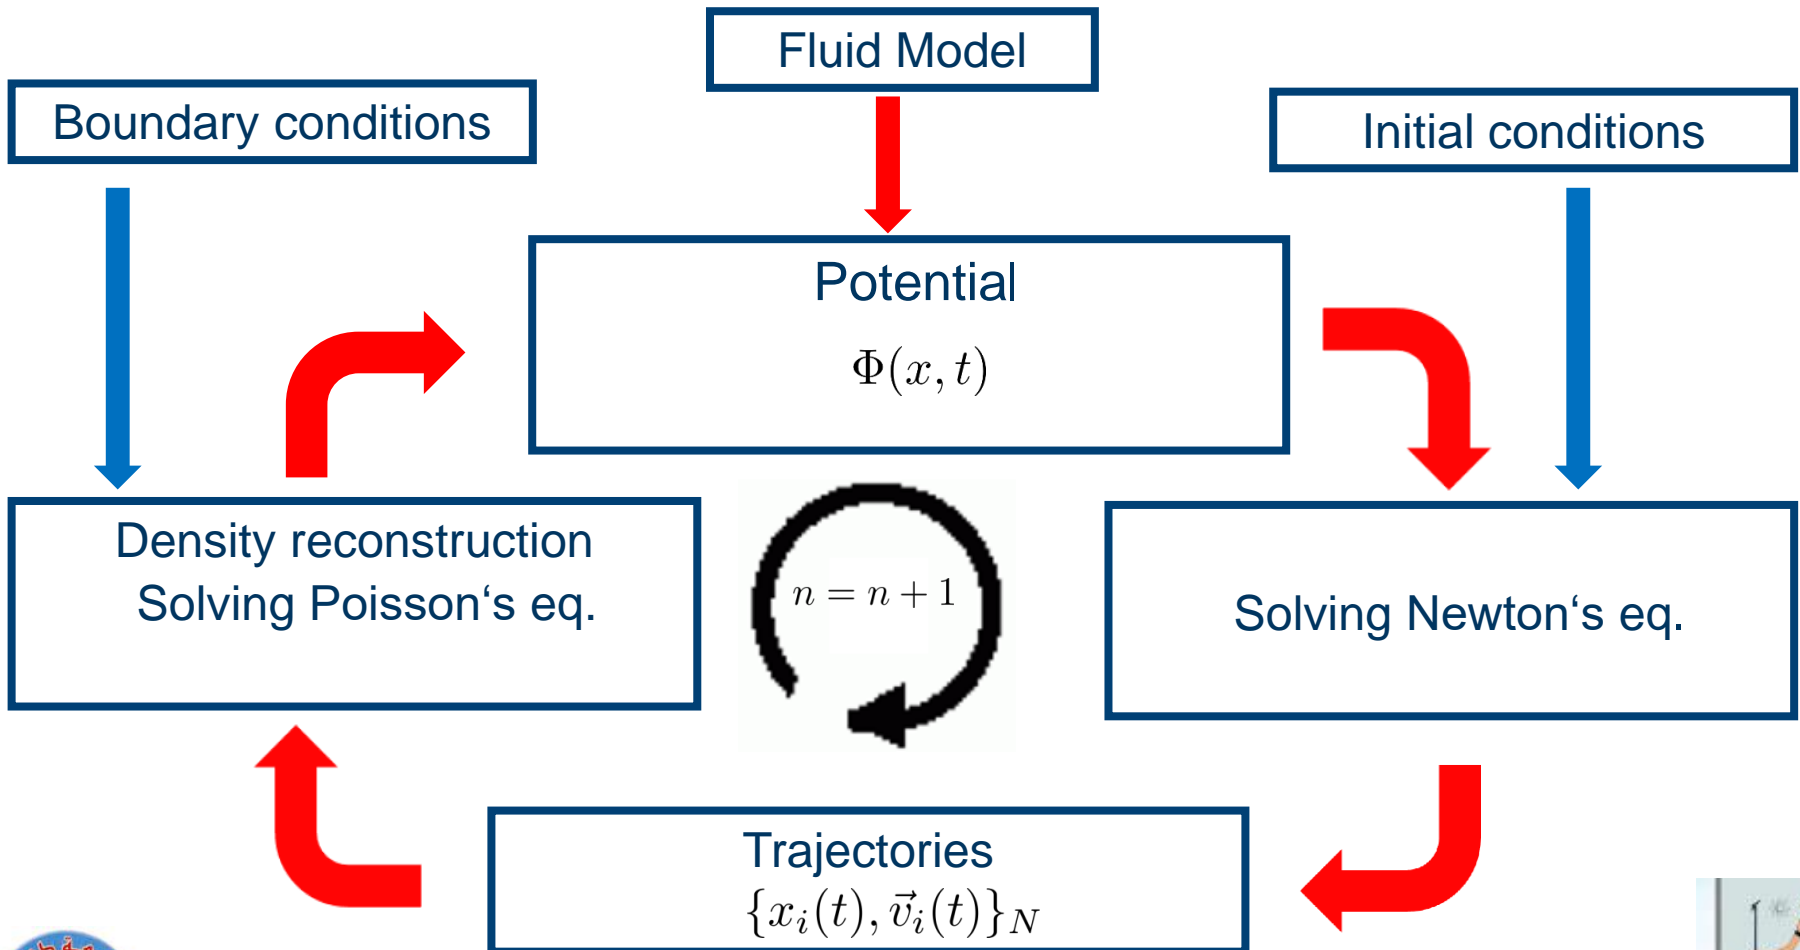 Fluid Model
Boundary conditions
Initial conditions
Potential
Φ(x, t)
Density reconstruction
Solving Poisson‘s eq.
n = n + 1
Solving Newton‘s eq.
Trajectories
{x_i(t), \vec{v}_i(t)}_N